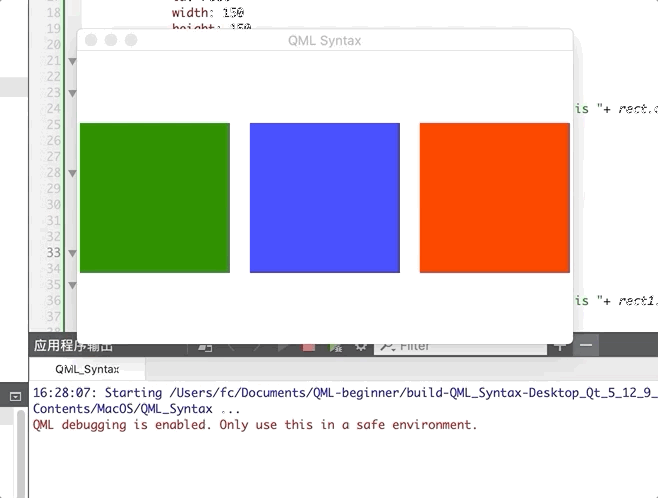 18 width: 150
19 height: 150
QML Syntax
20
21
22
23
24 is "+ rect.c
25
26
27
28
29
30
31
32
33
34
35
36 is "+ rect1.
37
应用程序输出
Filter
QML_Syntax
16:28:07: Starting /Users/fc/Documents/QML-beginner/build-QML_Syntax-Desktop_Qt_5_12_9_
Contents/MacOS/QML_Syntax ...
QML debugging is enabled. Only use this in a safe environment.